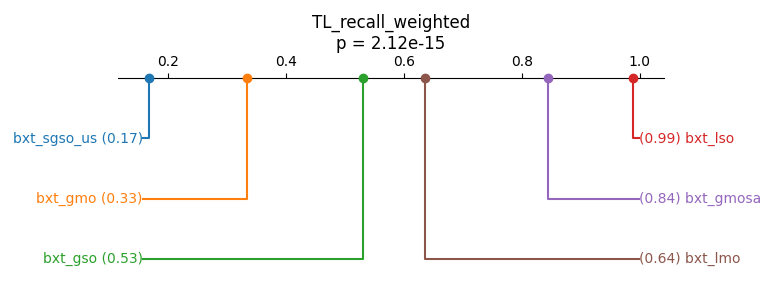 TL_recall_weighted
p = 2.12e-15
0.2 0.4 0.6 0.8 1.0
bxt_sgso_us (0.17) (0.99) bxt_lso
bxt_gmo (0.33) (0.84) bxt_gmosa
bxt_gso (0.53) (0.64) bxt_lmo